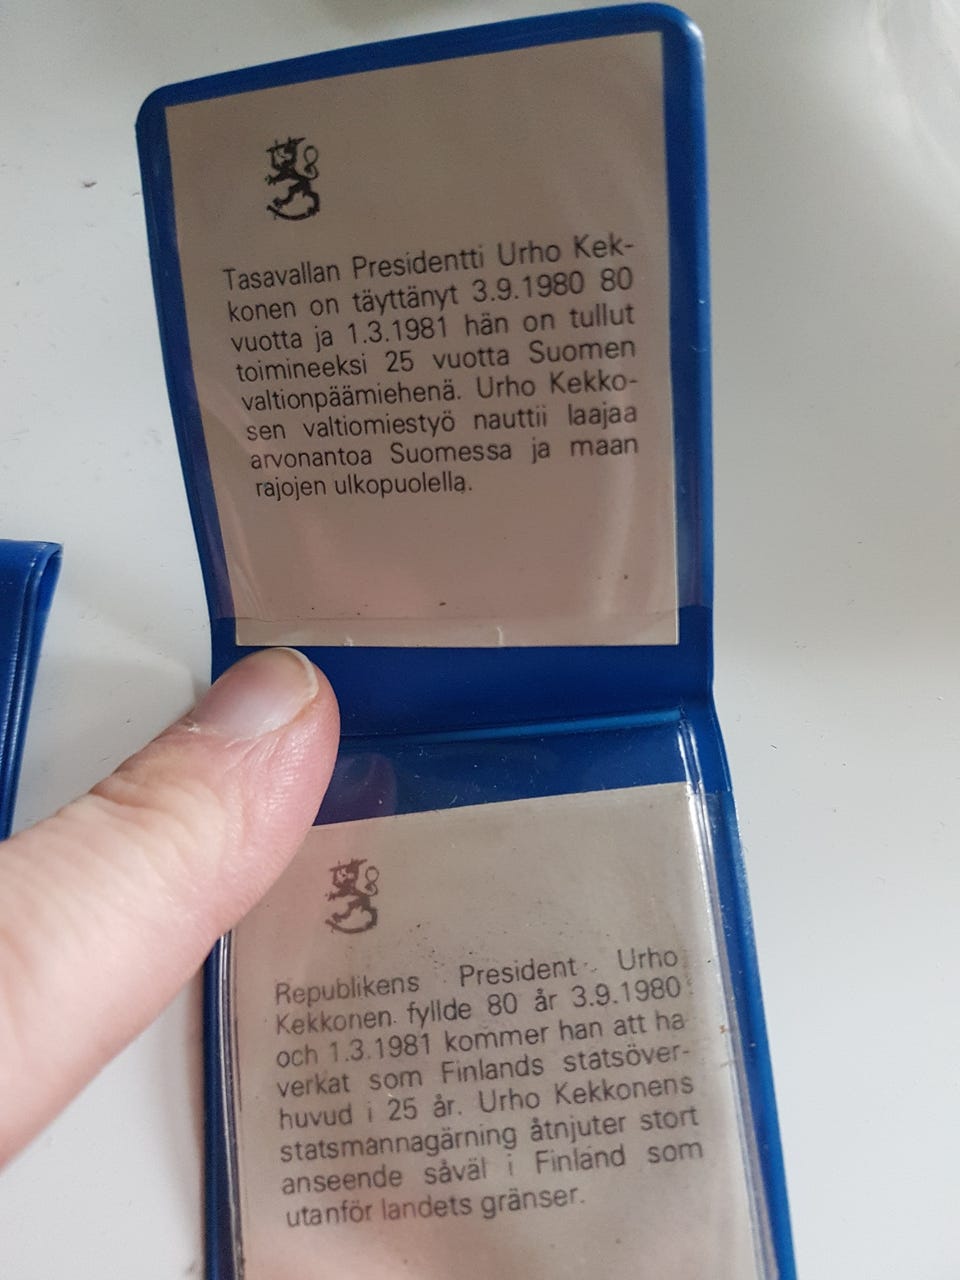 Tasavallan Presidentti Urho Kek-
konen on täyttänyt 3.9.1980 80
vuotta ja 1.3.1981 hän on tullut
toimineeksi 25 vuotta Suomen
valtionpäämiehenä. Urho Kekko-
sen valtiomiestyö nauttii laajaa
arvonantoa Suomessa ja maan
rajojen ulkopuolella.
Republikens President Urho
Kekkonen fyllde 80 år 3.9.1980
och 1.3.1981 kommer han att ha
verkat som Finlands statsöver-
huvud i 25 år. Urho Kekkonens
statsmannagärning åtnjuter stort
anseende såväl i Finland som
utanför landets gränser.